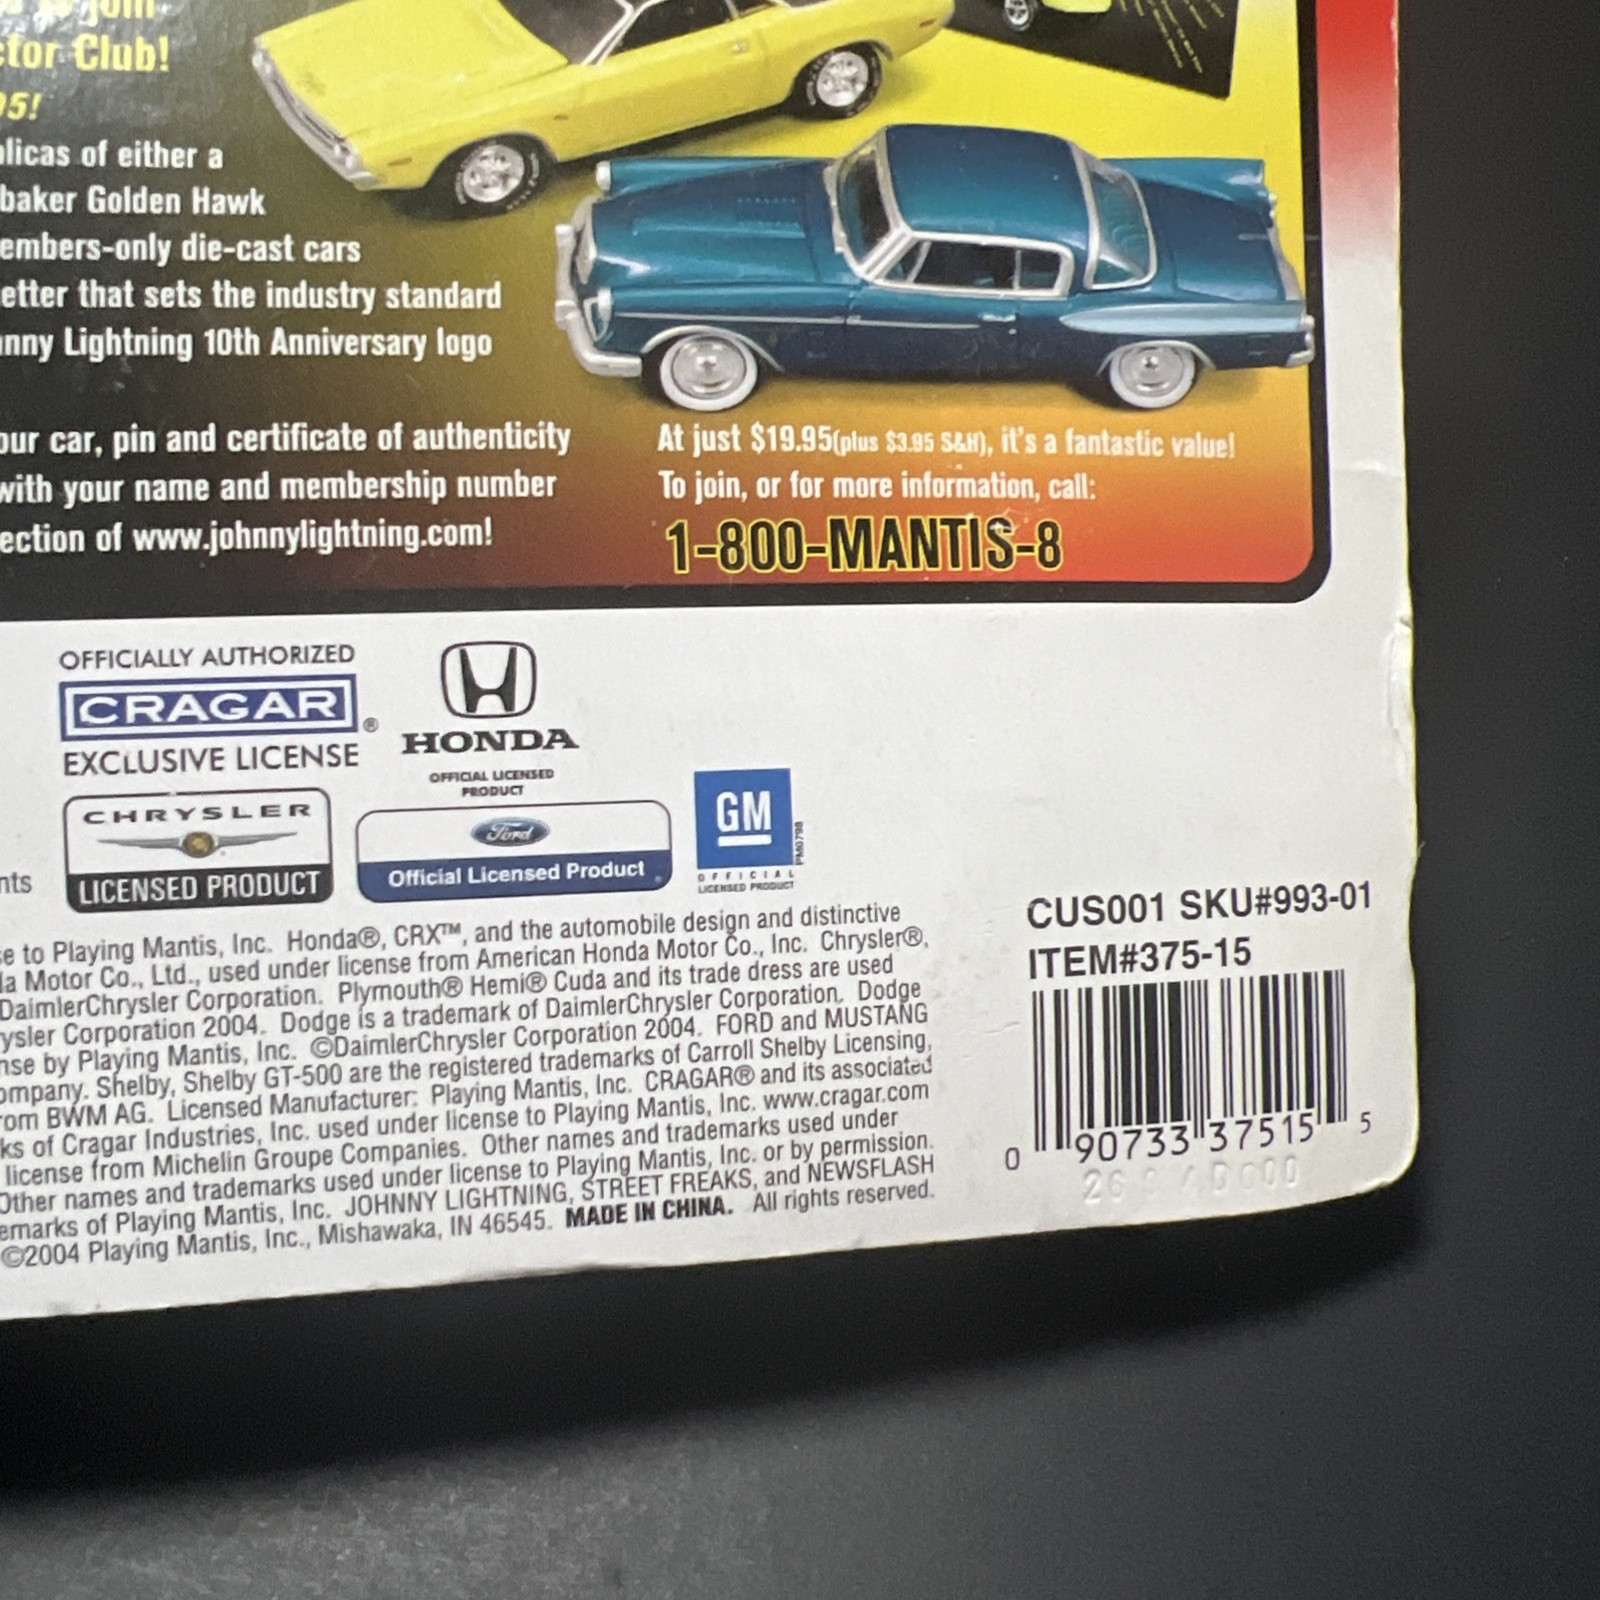 to join
ctor Club!
95!
plicas of either a
baker Golden Hawk
embers-only die-cast cars
etter that sets the industry standard
nny Lightning 10th Anniversary logo
our car, pin and certificate of authenticity
with your name and membership number
ection of www.johnnylightning.com!
At just $19.95(plus $3.95 S&H), it's a fantastic value!
To join, or for more information, call:
1-800-MANTIS-8
OFFICIALLY AUTHORIZED
CRAGAR®
EXCLUSIVE LICENSE
HONDA
OFFICIAL LICENSED
PRODUCT
CHRYSLER
LICENSED PRODUCT
Ford
Official Licensed Product
GM
PM0798
OFFICIAL
LICENSED PRODUCT
nts
CUS001 SKU#993-01
ITEM#375-15
0 90733 37515 5
se to Playing Mantis, Inc. Honda®, CRX™, and the automobile design and distinctive
da Motor Co., Ltd., used under license from American Honda Motor Co., Inc. Chrysler®,
DaimlerChrysler Corporation. Plymouth® Hemi® Cuda and its trade dress are used
ysler Corporation 2004. Dodge is a trademark of DaimlerChrysler Corporation. Dodge
nse by Playing Mantis, Inc. ©DaimlerChrysler Corporation 2004. FORD and MUSTANG
ompany. Shelby, Shelby GT-500 are the registered trademarks of Carroll Shelby Licensing,
rom BWM AG. Licensed Manufacturer: Playing Mantis, Inc. CRAGAR® and its associated
ks of Cragar Industries, Inc. used under license to Playing Mantis, Inc. www.cragar.com
license from Michelin Groupe Companies. Other names and trademarks used under
Other names and trademarks used under license to Playing Mantis, Inc. or by permission.
emarks of Playing Mantis, Inc. JOHNNY LIGHTNING, STREET FREAKS, and NEWSFLASH
©2004 Playing Mantis, Inc., Mishawaka, IN 46545. MADE IN CHINA. All rights reserved.